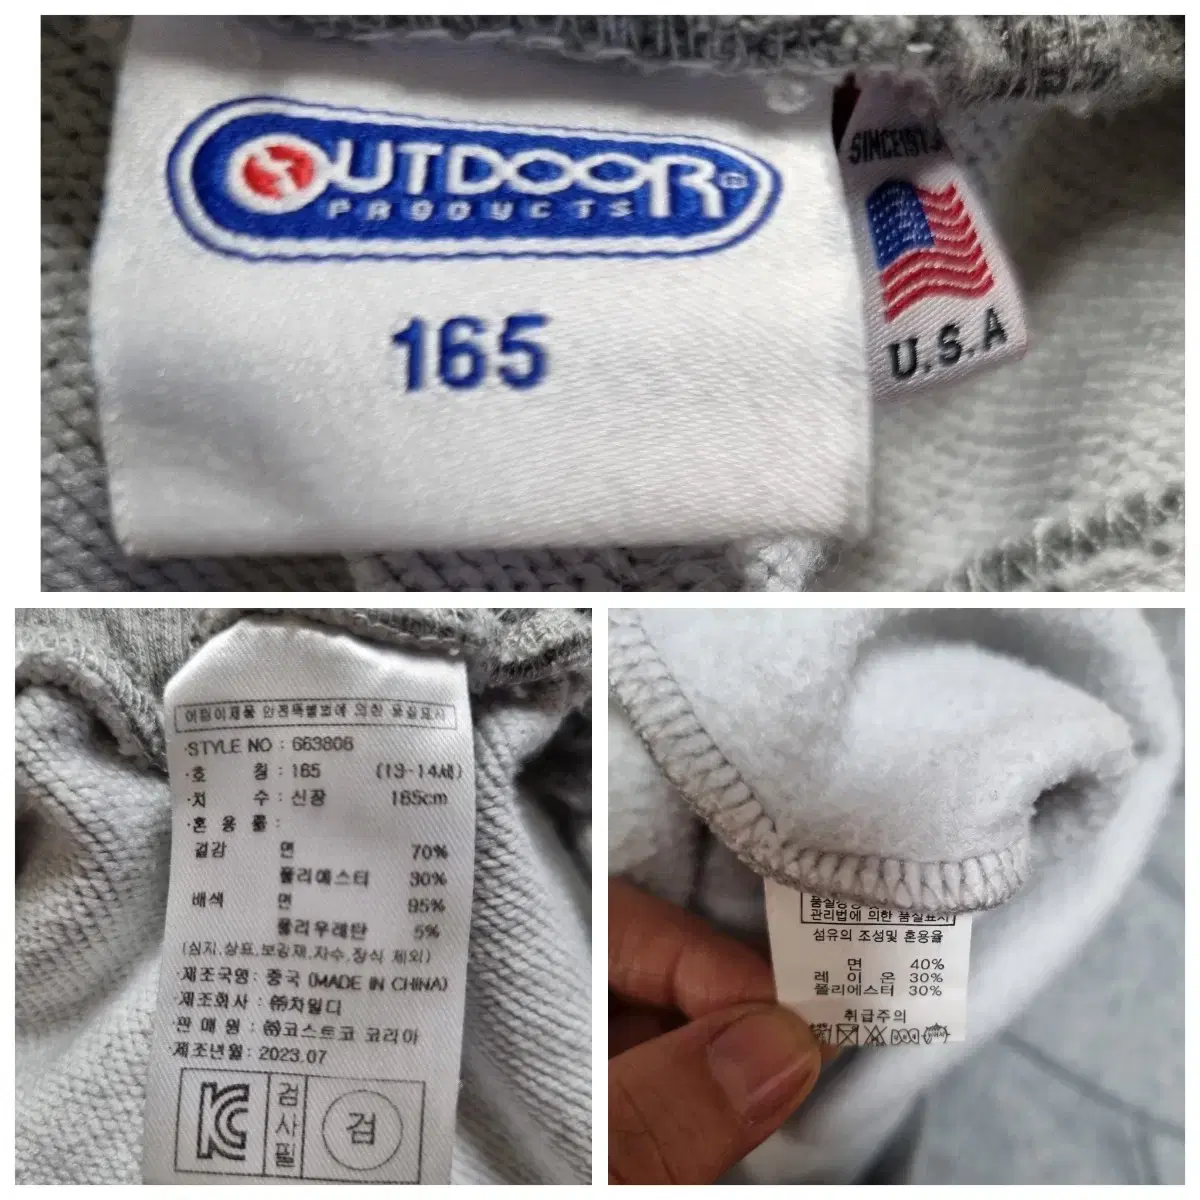 OUTDOOR
PRODUCTS
165
SINCE1973
U.S.A
어린이제품 안전특별법에 의한 품질표시
·STYLE NO : 663806
·호 칭 : 165 (13-14세)
·치 수 : 신장 165cm
·혼 용 률 :
겉감 면 70%
폴리에스터 30%
배색 면 95%
폴리우레탄 5%
(심지,상표,보강재,자수,장식 제외)
·제조국명 : 중국 (MADE IN CHINA)
·제조회사 : ㈜차일디
·판 매 원 : ㈜코스트코 코리아
·제조년월 : 2023.07
KC
검사필
검
관리법에 의한 품질표시
섬유의 조성및 혼용율
면 40%
레 이 온 30%
폴리에스터 30%
취급주의